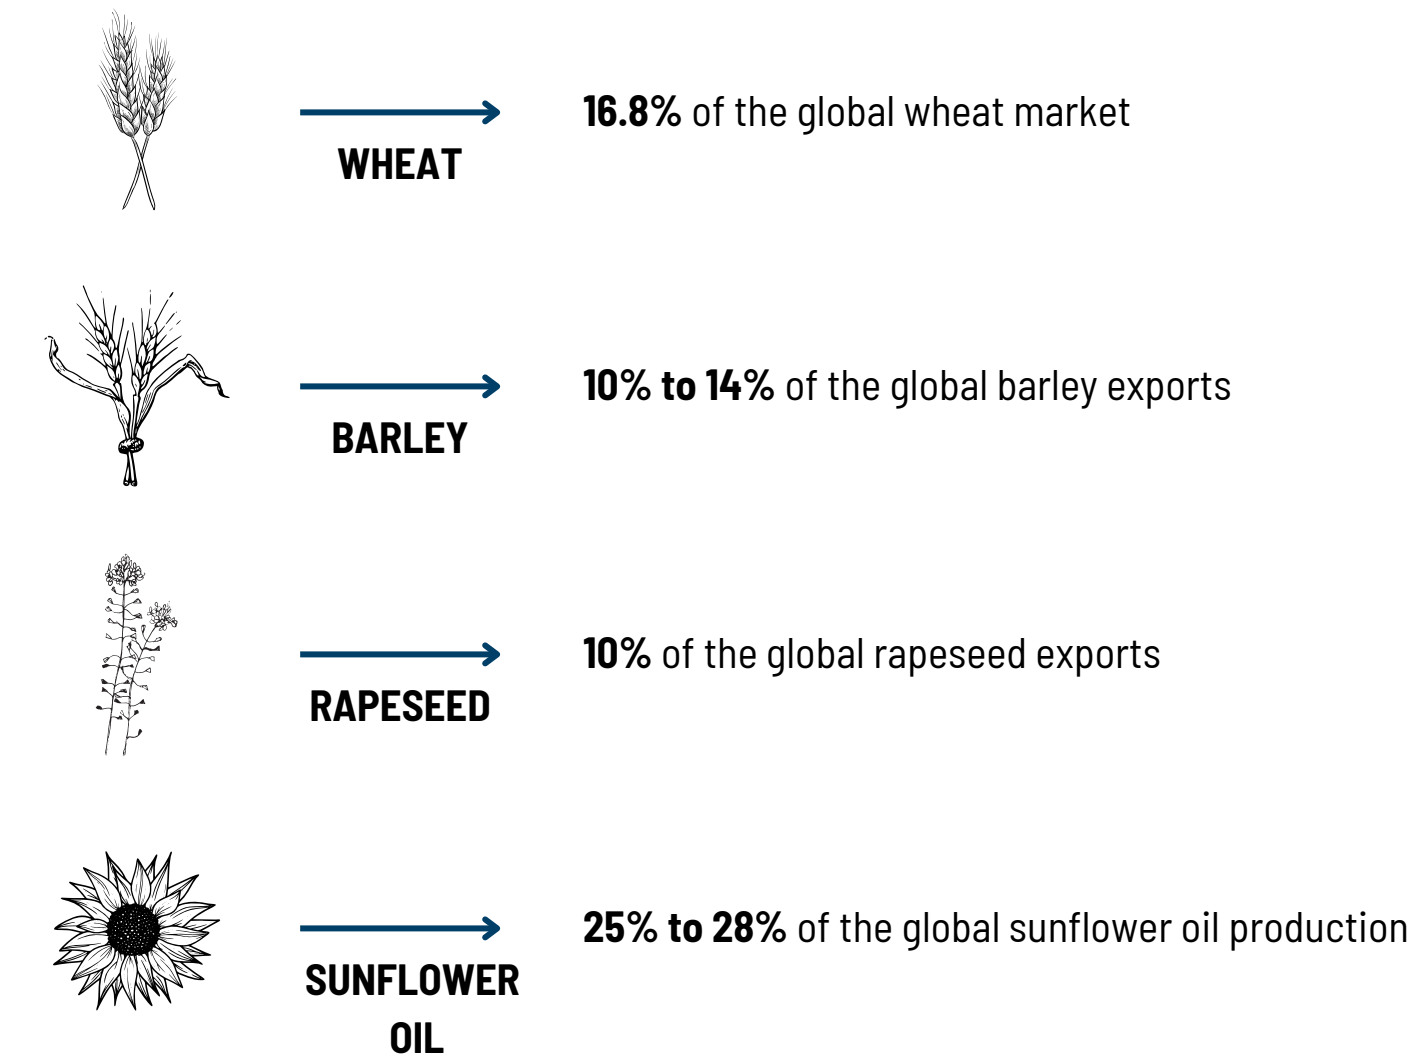 16.8% of the global wheat market
WHEAT
10% to 14% of the global barley exports
BARLEY
10% of the global rapeseed exports
RAPESEED
25% to 28% of the global sunflower oil production
SUNFLOWER
OIL